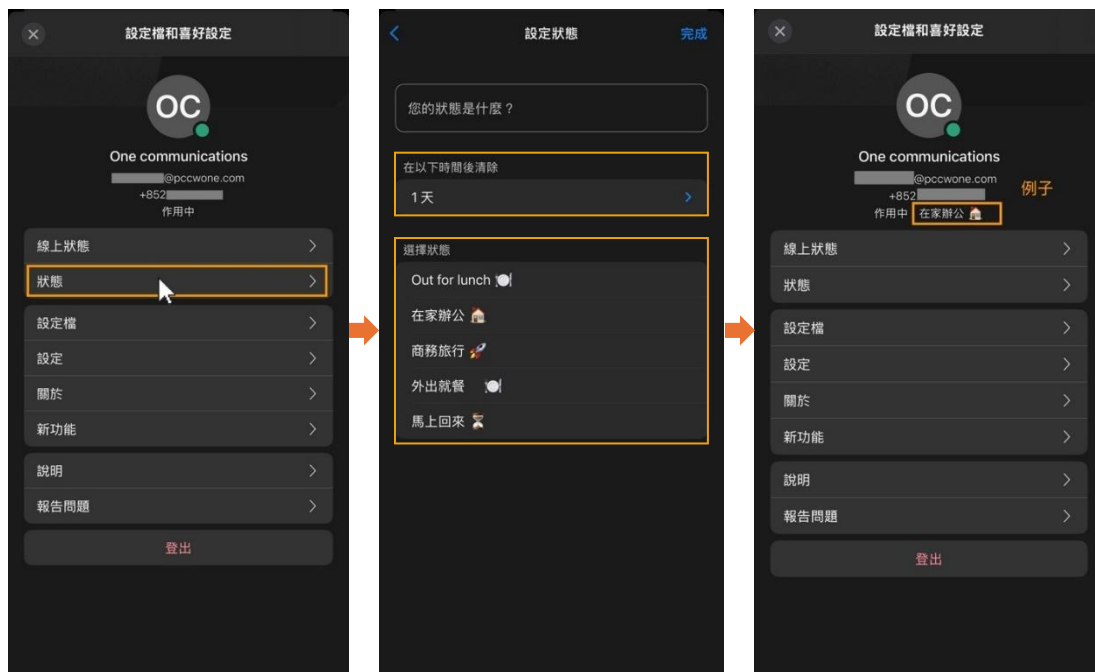 設定檔和喜好設定
OC
One communications
@pccwone.com
+852
作用中
線上狀態
狀態
設定檔
設定
關於
新功能
說明
報告問題
登出
設定狀態
完成
您的狀態是什麼？
在以下時間後清除
1天
選擇狀態
Out for lunch 🍽️
在家辦公 🏠
商務旅行 🚀
外出就餐 🍽️
馬上回來 ⏳
設定檔和喜好設定
OC
One communications
@pccwone.com
+852
例子
作用中 在家辦公 🏠
線上狀態
狀態
設定檔
設定
關於
新功能
說明
報告問題
登出